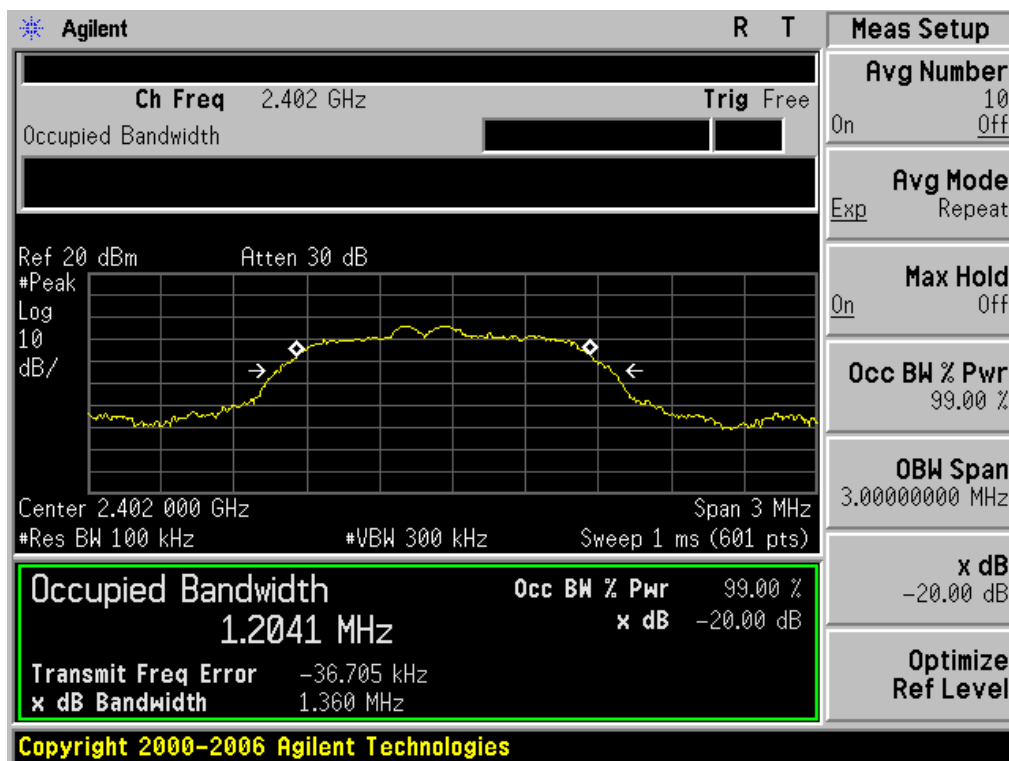 Agilent R T
Ch Freq 2.402 GHz Trig Free
Occupied Bandwidth
Ref 20 dBm Atten 30 dB
#Peak
Log
10
dB/
Center 2.402 000 GHz Span 3 MHz
#Res BW 100 kHz #VBW 300 kHz Sweep 1 ms (601 pts)
Occupied Bandwidth
1.2041 MHz
Occ BW % Pwr 99.00 %
x dB -20.00 dB
Transmit Freq Error -36.705 kHz
x dB Bandwidth 1.360 MHz
Meas Setup
Avg Number
10
On Off
Avg Mode
Exp Repeat
Max Hold
On Off
Occ BW % Pwr
99.00 %
OBW Span
3.00000000 MHz
x dB
-20.00 dB
Optimize
Ref Level
Copyright 2000-2006 Agilent Technologies